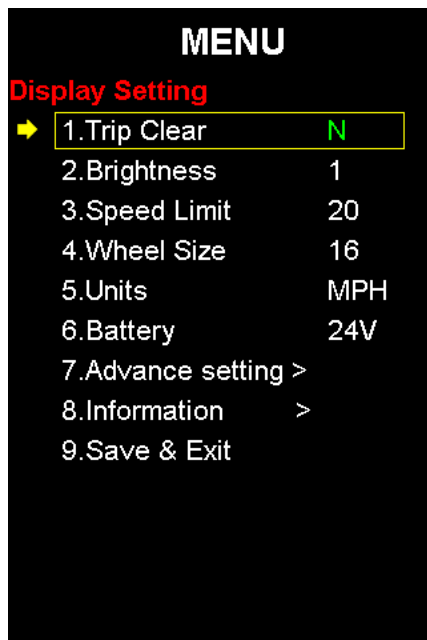 MENU
Display Setting
1.Trip Clear N
2.Brightness 1
3.Speed Limit 20
4.Wheel Size 16
5.Units MPH
6.Battery 24V
7.Advance setting >
8.Information >
9.Save & Exit